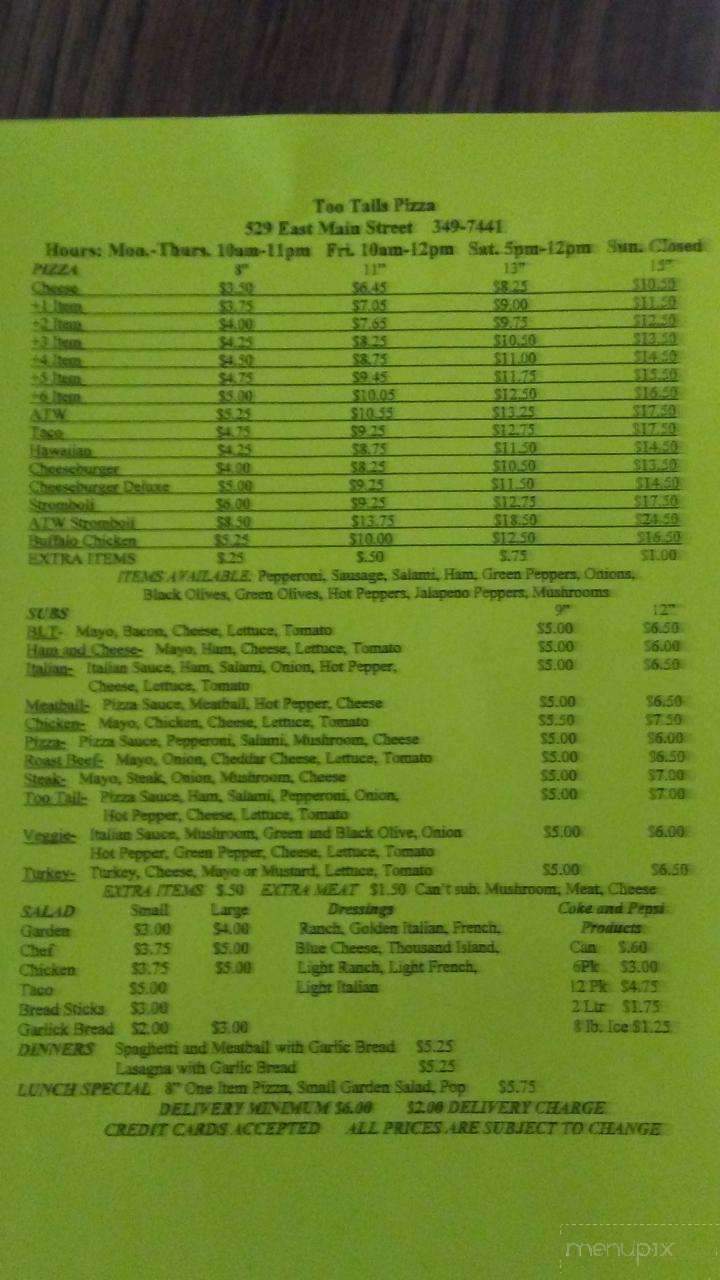 Too Tails Pizza
529 East Main Street 349-7441
Hours: Mon.-Thurs. 10am-11pm Fri. 10am-12pm Sat. 5pm-12pm Sun. Closed
PIZZA 8" 11" 13" 15"
Cheese $3.50 $6.45 $8.25 $10.50
+1 Item $3.75 $7.05 $9.00 $11.50
+2 Item $4.00 $7.65 $9.75 $12.50
+3 Item $4.25 $8.25 $10.50 $13.50
+4 Item $4.50 $8.75 $11.00 $14.50
+5 Item $4.75 $9.45 $11.75 $15.50
+6 Item $5.00 $10.05 $12.50 $16.50
ATW $5.25 $10.55 $13.25 $17.50
Taco $4.75 $9.25 $12.75 $17.50
Hawaiian $4.25 $8.75 $11.50 $14.50
Cheeseburger $4.00 $8.25 $10.50 $13.50
Cheeseburger Deluxe $5.00 $9.25 $11.50 $14.50
Stromboli $6.00 $9.25 $12.75 $17.50
ATW Stromboli $8.50 $13.75 $18.50 $24.50
Buffalo Chicken $5.25 $10.00 $12.50 $16.50
EXTRA ITEMS $.25 $.50 $.75 $1.00
ITEMS AVAILABLE: Pepperoni, Sausage, Salami, Ham, Green Peppers, Onions,
Black Olives, Green Olives, Hot Peppers, Jalapeno Peppers, Mushrooms
SUBS 9" 12"
BLT- Mayo, Bacon, Cheese, Lettuce, Tomato $5.00 $6.50
Ham and Cheese- Mayo, Ham, Cheese, Lettuce, Tomato $5.00 $6.00
Italian- Italian Sauce, Ham, Salami, Onion, Hot Pepper, $5.00 $6.50
Cheese, Lettuce, Tomato
Meatball- Pizza Sauce, Meatball, Hot Pepper, Cheese $5.00 $6.50
Chicken- Mayo, Chicken, Cheese, Lettuce, Tomato $5.50 $7.50
Pizza- Pizza Sauce, Pepperoni, Salami, Mushroom, Cheese $5.00 $6.00
Roast Beef- Mayo, Onion, Cheddar Cheese, Lettuce, Tomato $5.00 $6.50
Steak- Mayo, Steak, Onion, Mushroom, Cheese $5.00 $7.00
Too Tail- Pizza Sauce, Ham, Salami, Pepperoni, Onion, $5.00 $7.00
Hot Pepper, Cheese, Lettuce, Tomato
Veggie- Italian Sauce, Mushroom, Green and Black Olive, Onion $5.00 $6.00
Hot Pepper, Green Pepper, Cheese, Lettuce, Tomato
Turkey- Turkey, Cheese, Mayo or Mustard, Lettuce, Tomato $5.00 $6.50
EXTRA ITEMS $.50 EXTRA MEAT $1.50 Can't sub. Mushroom, Meat, Cheese
SALAD Small Large Dressings Coke and Pepsi
Garden $3.00 $4.00 Ranch, Golden Italian, French, Products
Chef $3.75 $5.00 Blue Cheese, Thousand Island, Can $.60
Chicken $3.75 $5.00 Light Ranch, Light French, 6Pk $3.00
Taco $5.00 Light Italian 12 Pk $4.75
Bread Sticks $3.00 2 Ltr $1.75
Garlick Bread $2.00 $3.00 8 lb. Ice $1.25
DINNERS Spaghetti and Meatball with Garlic Bread $5.25
Lasagna with Garlic Bread $5.25
LUNCH SPECIAL 8" One Item Pizza, Small Garden Salad, Pop $5.75
DELIVERY MINIMUM $6.00 $2.00 DELIVERY CHARGE
CREDIT CARDS ACCEPTED ALL PRICES ARE SUBJECT TO CHANGE
menupix